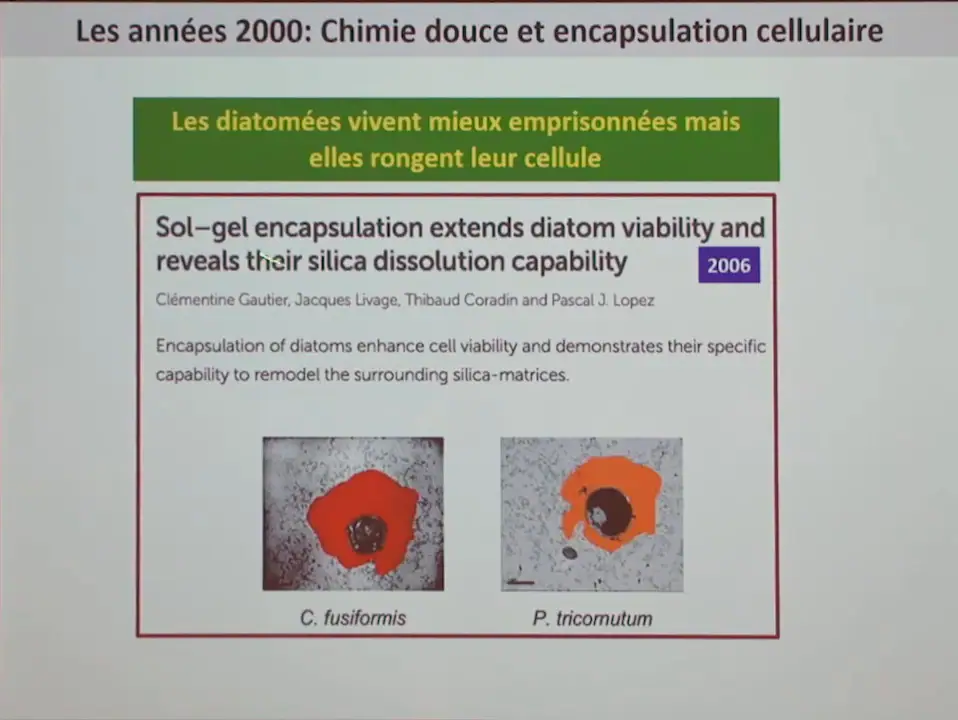 Les années 2000: Chimie douce et encapsulation cellulaire
Les diatomées vivent mieux emprisonnées mais
elles rongent leur cellule
Sol–gel encapsulation extends diatom viability and
reveals their silica dissolution capability
2006
Clémentine Gautier, Jacques Livage, Thibaud Coradin and Pascal J. Lopez
Encapsulation of diatoms enhance cell viability and demonstrates their specific
capability to remodel the surrounding silica-matrices.
C. fusiformis
P. tricornutum